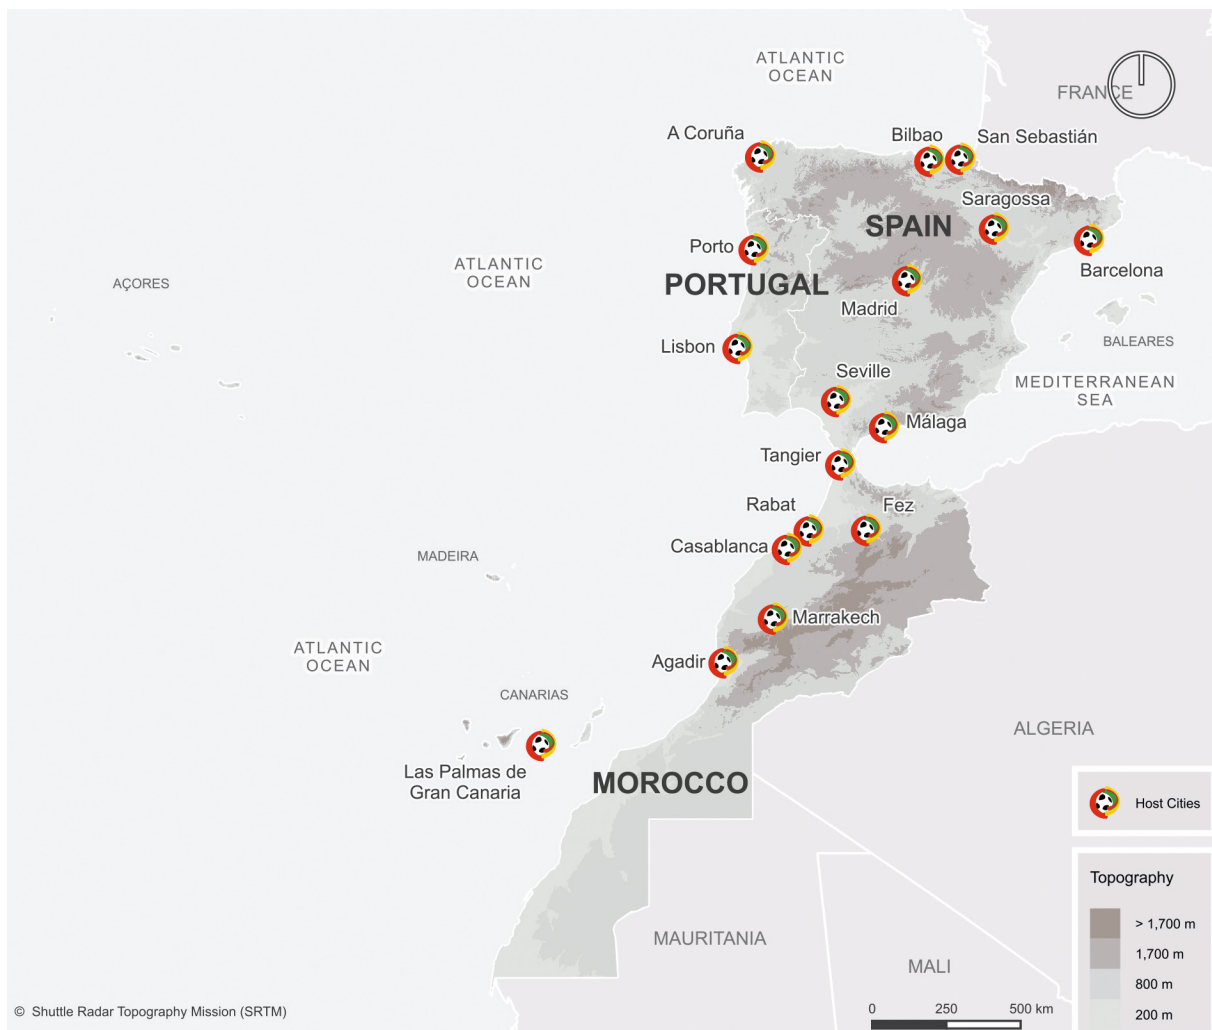 ATLANTIC
OCEAN
FRANCE
A Coruña
Bilbao
San Sebastián
Saragossa
SPAIN
Porto
ATLANTIC
OCEAN
Barcelona
AÇORES
PORTUGAL
Madrid
Lisbon
BALEARES
Seville
MEDITERRANEAN
SEA
Málaga
Tangier
Rabat
Fez
Casablanca
MADEIRA
Marrakech
ATLANTIC
OCEAN
Agadir
CANARIAS
ALGERIA
Las Palmas de
Gran Canaria
MOROCCO
Host Cities
Topography
> 1,700 m
1,700 m
800 m
200 m
MAURITANIA
MALI
© Shuttle Radar Topography Mission (SRTM)
0 250 500 km